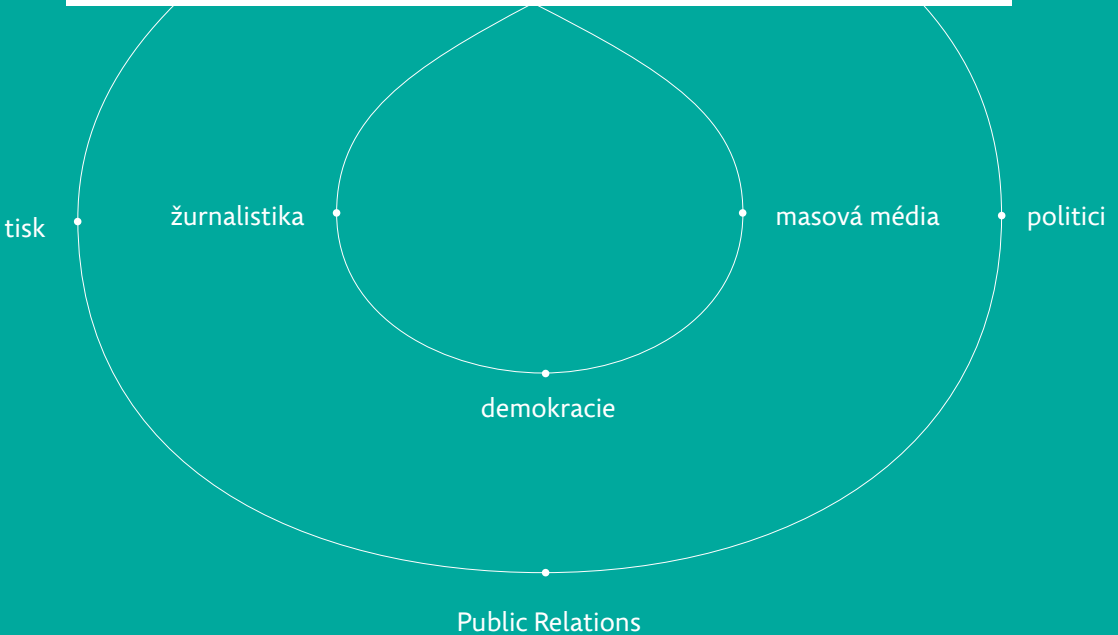 tisk
žurnalistika
masová média
politici
demokracie
Public Relations